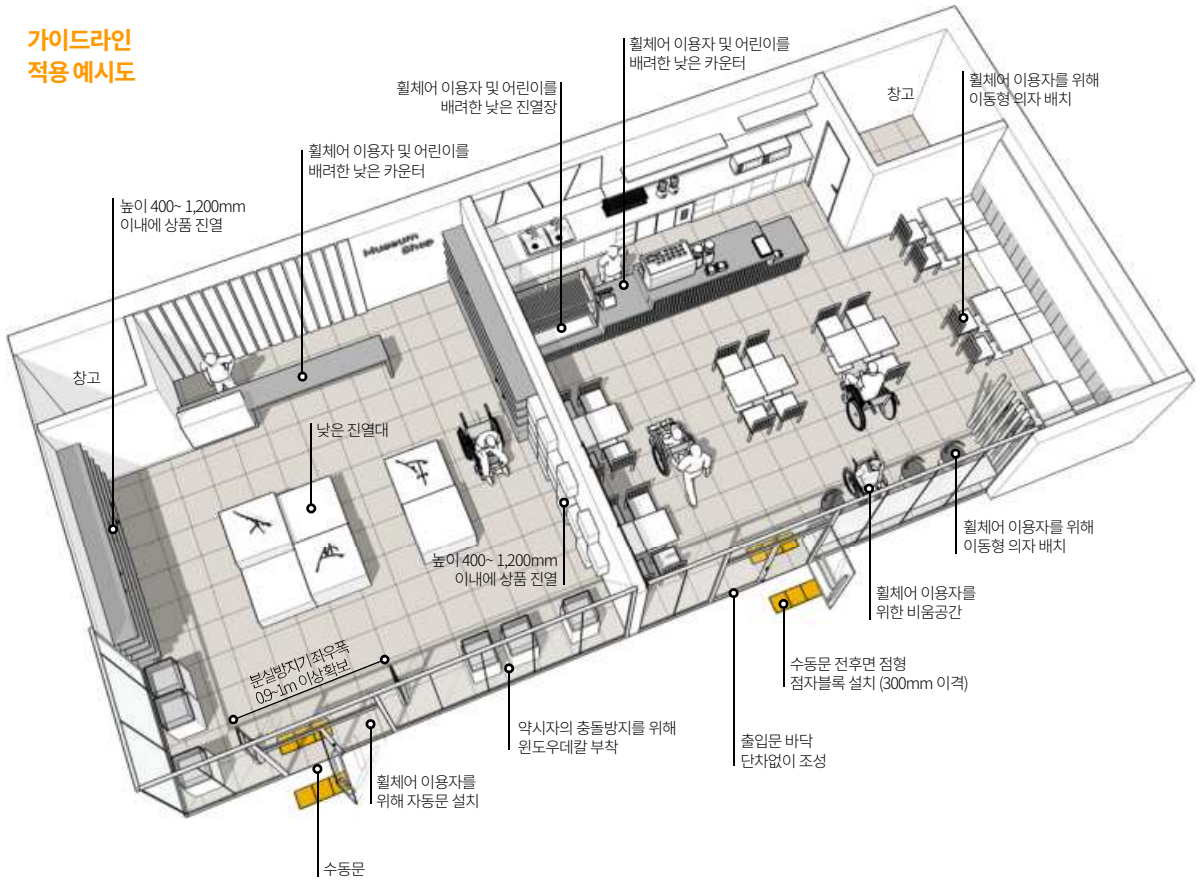 가이드라인
적용 예시도
휠체어 이용자 및 어린이를
배려한 낮은 카운터
휠체어 이용자 및 어린이를
배려한 낮은 진열장
창고
휠체어 이용자를 위해
이동형 의자 배치
휠체어 이용자 및 어린이를
배려한 낮은 카운터
높이 400~ 1,200mm
이내에 상품 진열
Museum
Shop
창고
낮은 진열대
높이 400~ 1,200mm
이내에 상품 진열
휠체어 이용자를 위해
이동형 의자 배치
휠체어 이용자를
위한 비움공간
수동문 전후면 점형
점자블록 설치 (300mm 이격)
분실방지기 좌우폭
0.9~1m 이상 확보
약시자의 충돌방지를 위해
윈도우데칼 부착
출입문 바닥
단차없이 조성
휠체어 이용자를
위해 자동문 설치
수동문